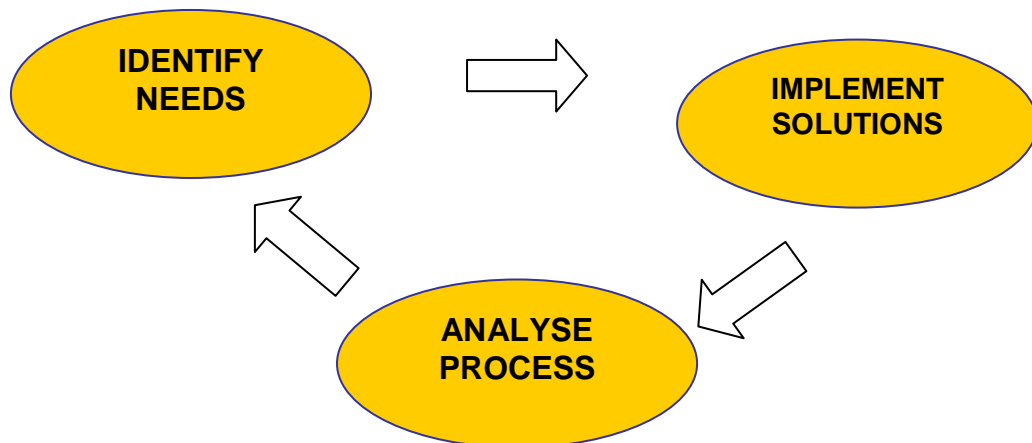 IDENTIFY
NEEDS
IMPLEMENT
SOLUTIONS
ANALYSE
PROCESS